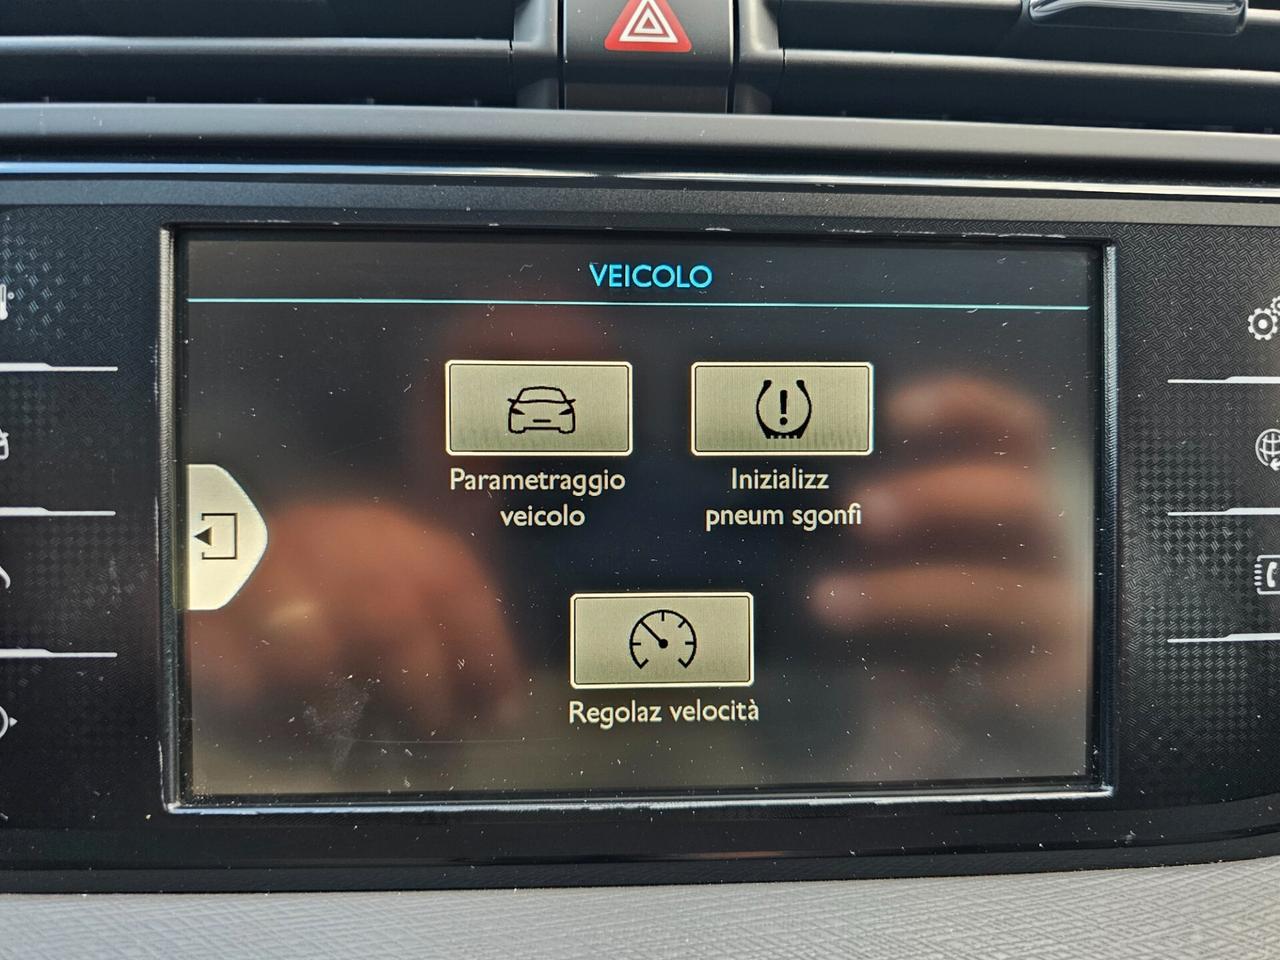 VEICOLO
Parametraggio
veicolo
Inizializz
pneum sgonfi
Regolaz velocità